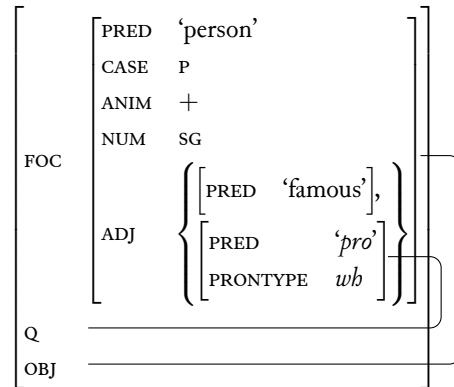 PRED ‘person’
CASE P
ANIM +
NUM SG
FOC
[PRED ‘famous’],
ADJ
PRED ‘pro’
PRONTYPE wh
Q
OBJ